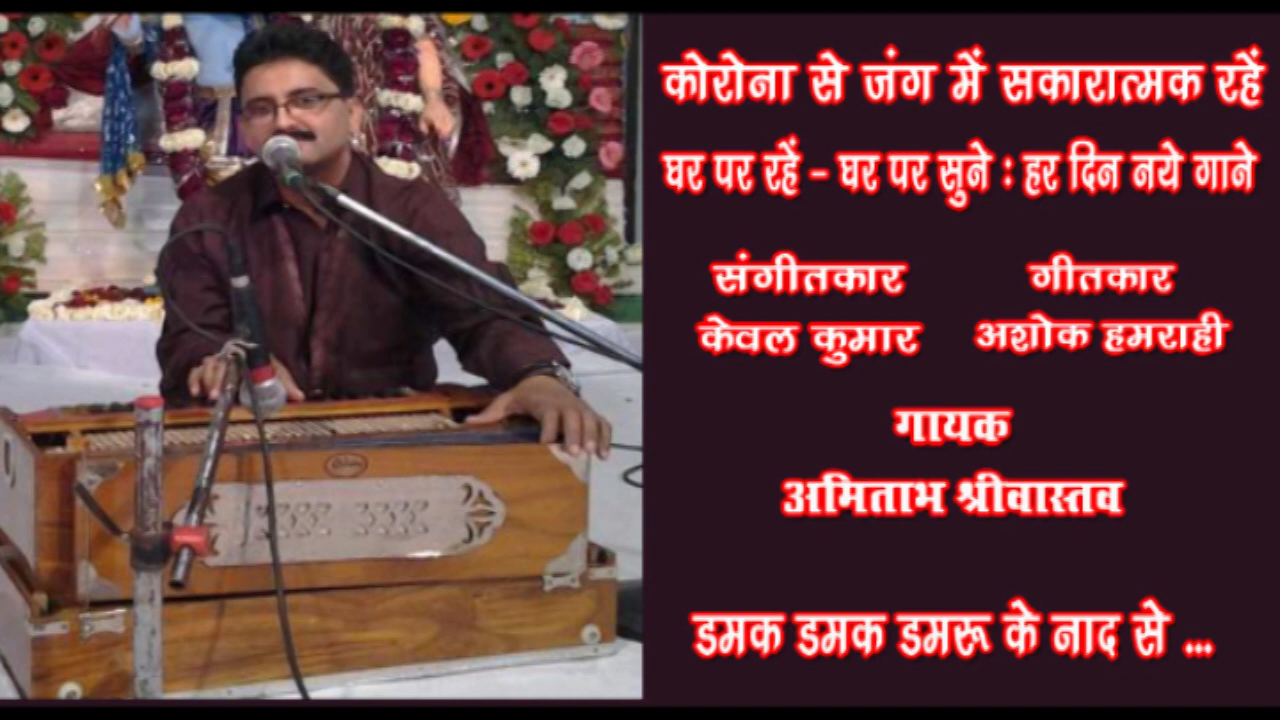 कोरोना से जंग में सकारात्मक रहें
घर पर रहें - घर पर सुने : हर दिन नये गाने
संगीतकार गीतकार
केवल कुमार अशोक हमराही
गायक
अमिताभ श्रीवास्तव
डमक डमक डमरू के नाद से ...